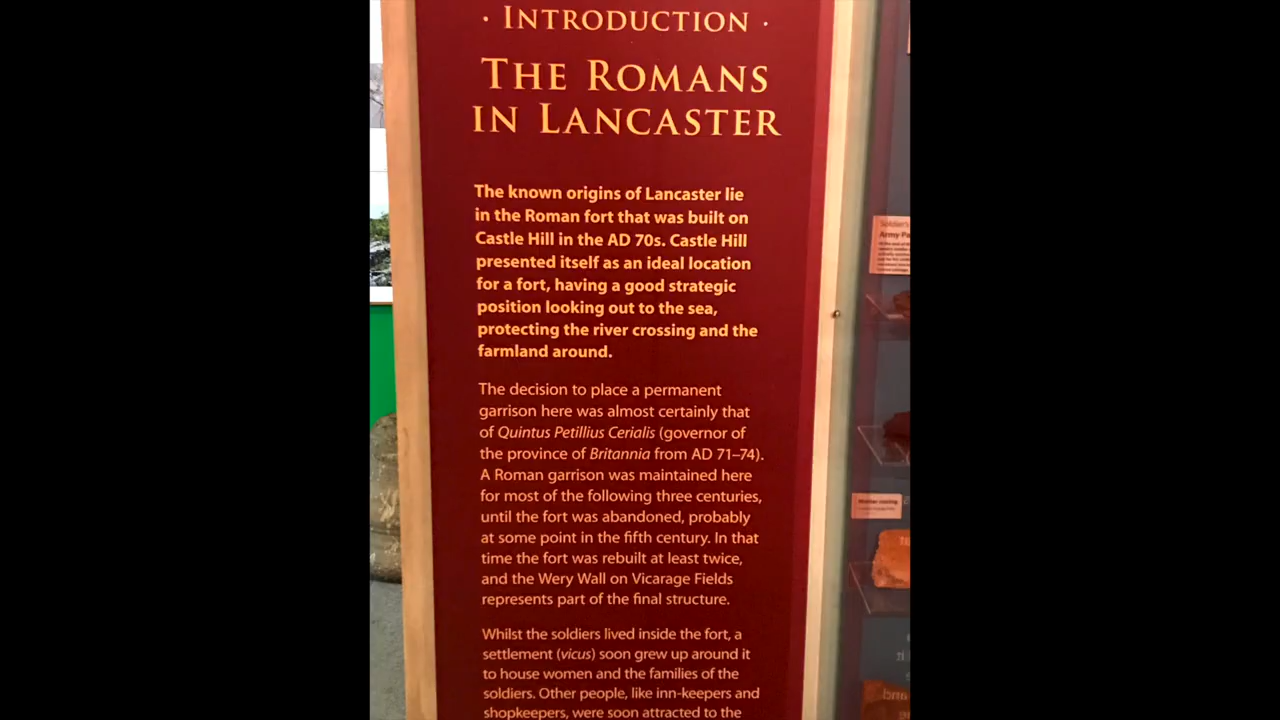 · INTRODUCTION ·
THE ROMANS
IN LANCASTER
The known origins of Lancaster lie
in the Roman fort that was built on
Castle Hill in the AD 70s. Castle Hill
presented itself as an ideal location
for a fort, having a good strategic
position looking out to the sea,
protecting the river crossing and the
farmland around.
The decision to place a permanent
garrison here was almost certainly that
of Quintus Petillius Cerialis (governor of
the province of Britannia from AD 71–74).
A Roman garrison was maintained here
for most of the following three centuries,
until the fort was abandoned, probably
at some point in the fifth century. In that
time the fort was rebuilt at least twice,
and the Wery Wall on Vicarage Fields
represents part of the final structure.
Whilst the soldiers lived inside the fort, a
settlement (vicus) soon grew up around it
to house women and the families of the
soldiers. Other people, like inn-keepers and
shopkeepers, were soon attracted to the
Soldier's
Army